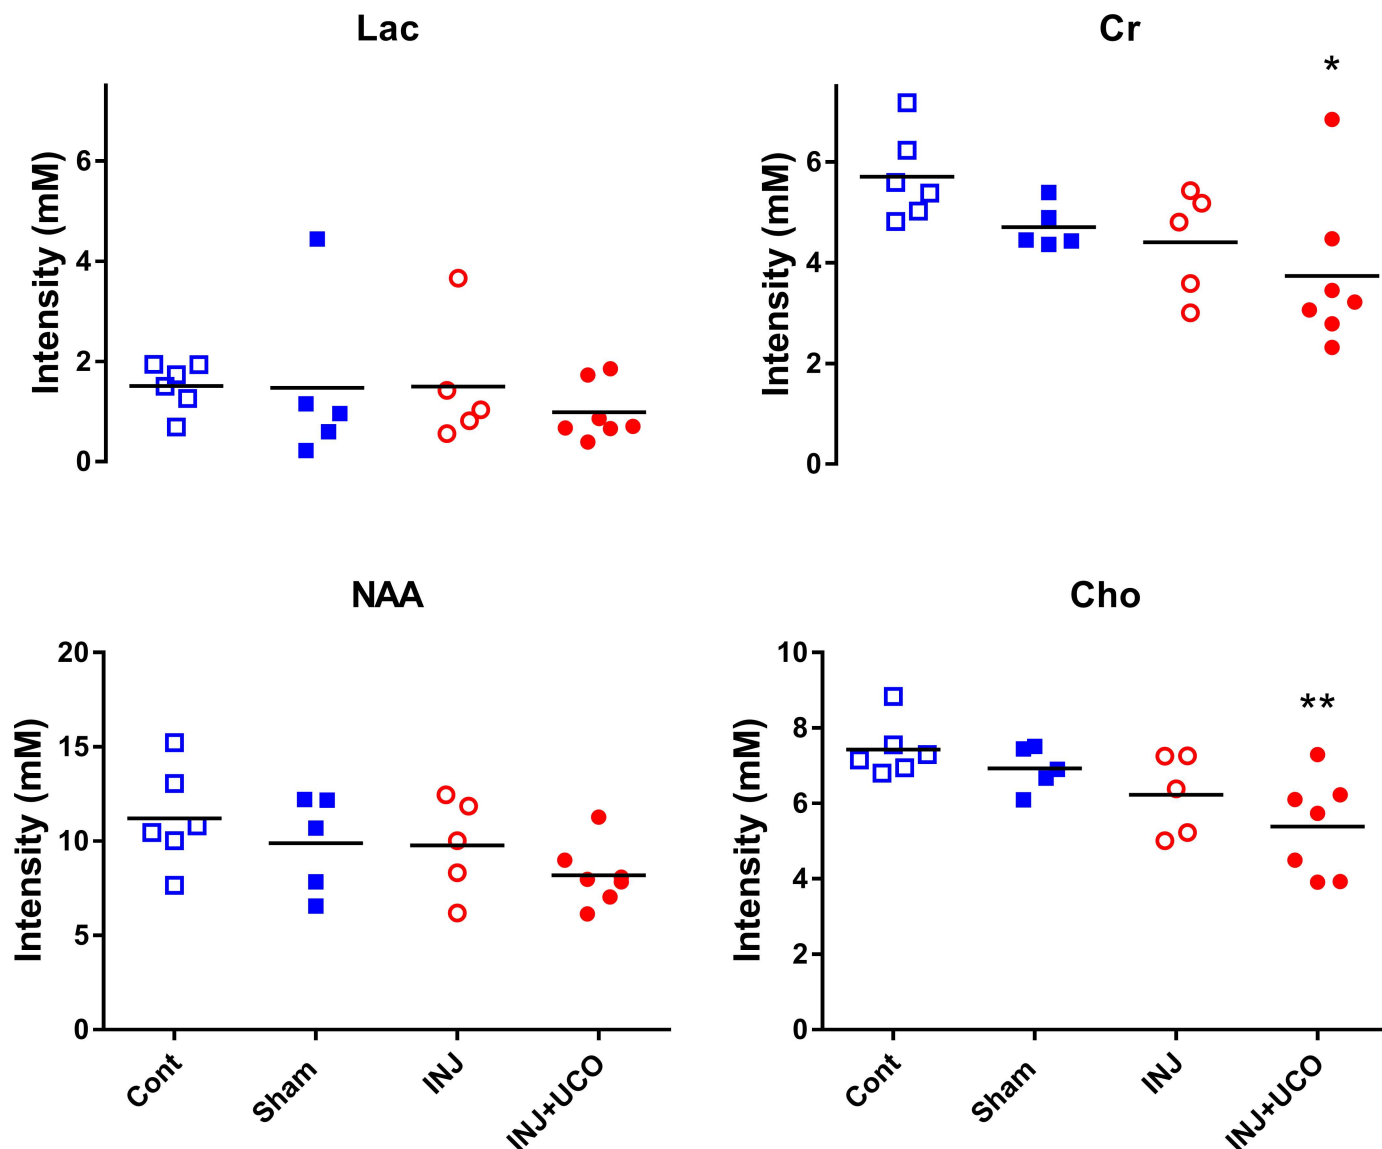 Lac
Intensity (mM)
6
4
2
0
Cr
*
Intensity (mM)
6
4
2
0
NAA
Intensity (mM)
20
15
10
5
0
Cont
Sham
INJ
INJ+UCO
Cho
**
Intensity (mM)
10
8
6
4
2
0
Cont
Sham
INJ
INJ+UCO